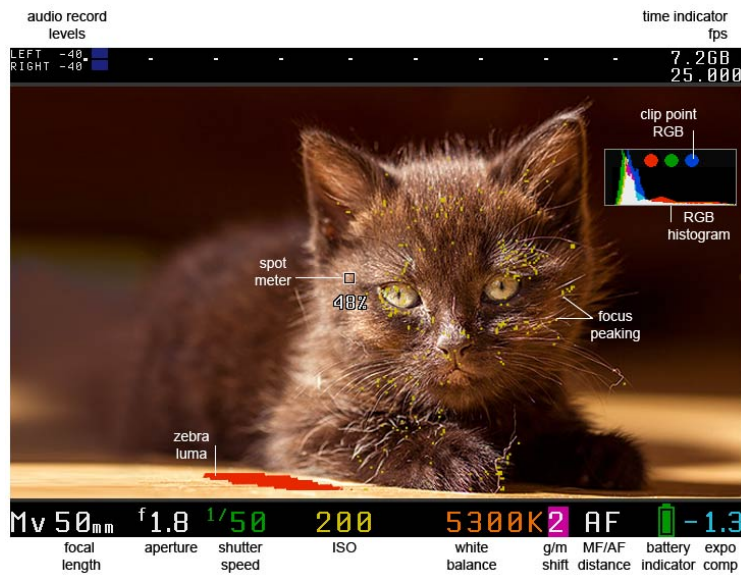 audio record
levels
time indicator
fps
LEFT -40
RIGHT -40
7.2GB
25.000
clip point
RGB
RGB
histogram
spot
meter
48%
focus
peaking
zebra
luma
Mv 50mm f1.8 1/50 200 5300K 2 AF -1.3
focal
length
aperture
shutter
speed
ISO
white
balance
g/m
shift
MF/AF
distance
battery
indicator
expo
comp